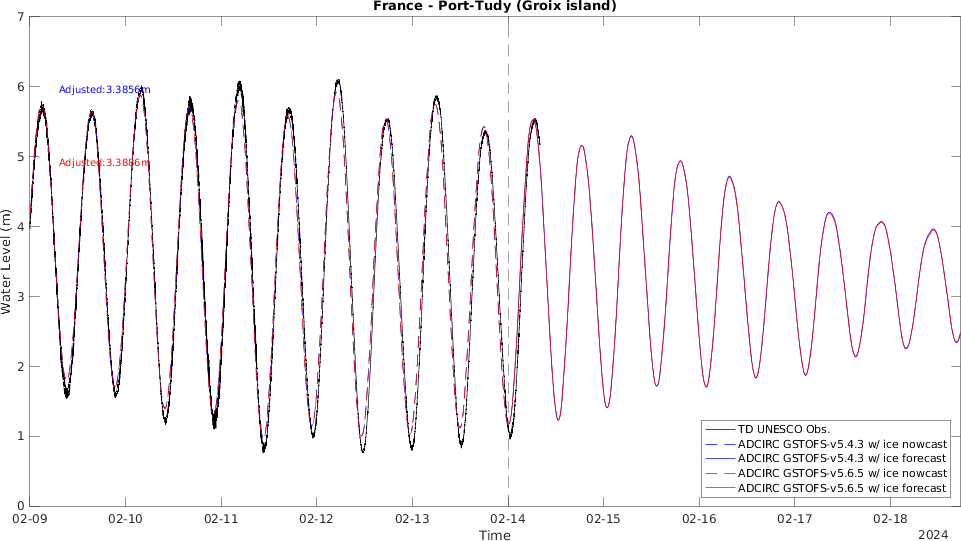 France - Port-Tudy (Groix island)
7
6
5
4
3
2
1
0
Water Level (m)
Adjusted:3.3856m
Adjusted:3.3886m
TD UNESCO Obs.
ADCIRC GSTOFS-v5.4.3 w/ ice nowcast
ADCIRC GSTOFS-v5.4.3 w/ ice forecast
ADCIRC GSTOFS-v5.6.5 w/ ice nowcast
ADCIRC GSTOFS-v5.6.5 w/ ice forecast
02-09 02-10 02-11 02-12 02-13 02-14 02-15 02-16 02-17 02-18
Time
2024